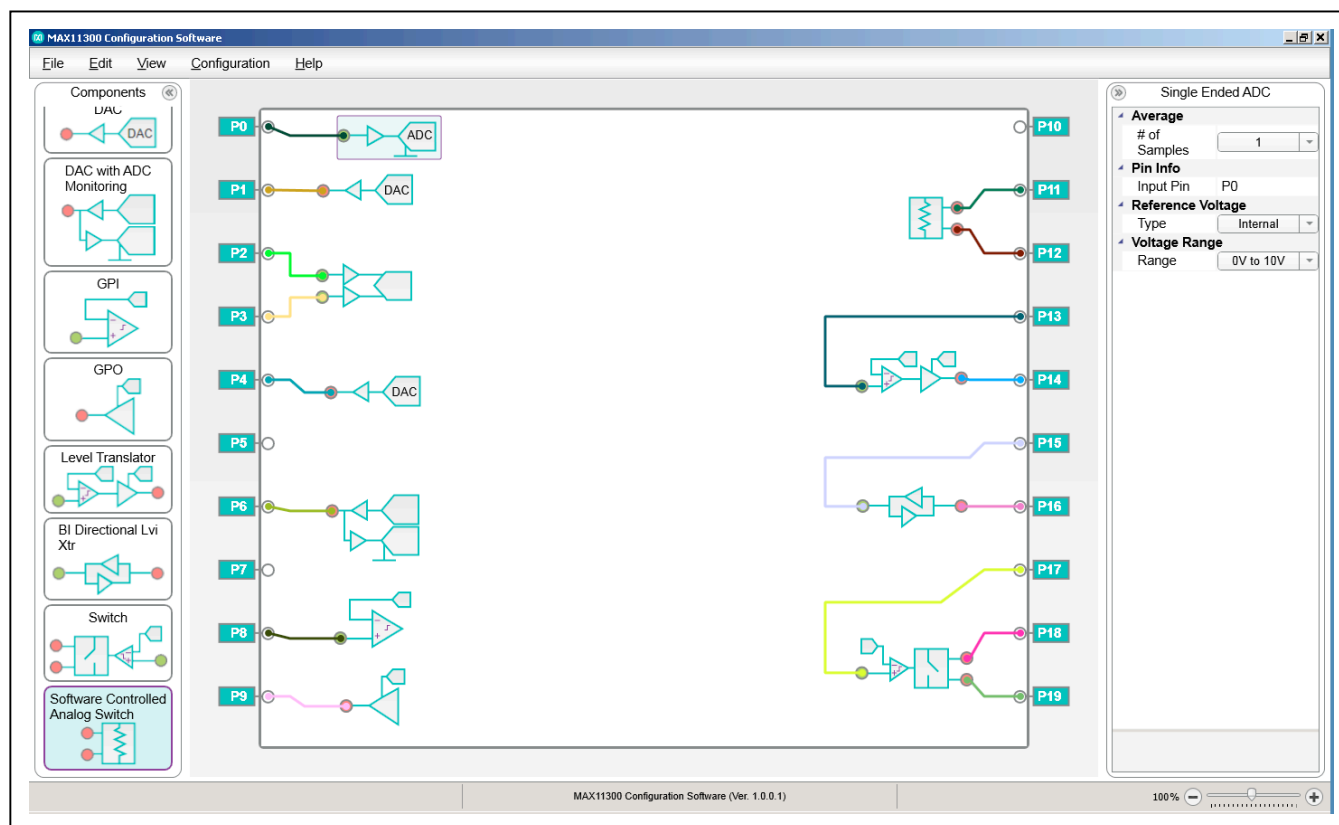 MAX11300 Configuration Software
File Edit View Configuration Help
Components
DAC
DAC
DAC with ADC
Monitoring
GPI
GPO
Level Translator
BI Directional Lvi
Xtr
Switch
Software Controlled
Analog Switch
P0
ADC
P1
DAC
P2
P3
P4
DAC
P5
P6
P7
P8
P9
P10
P11
P12
P13
P14
P15
P16
P17
P18
P19
Single Ended ADC
Average
# of
Samples 1
Pin Info
Input Pin P0
Reference Voltage
Type Internal
Voltage Range
Range 0V to 10V
MAX11300 Configuration Software (Ver. 1.0.0.1)
100%